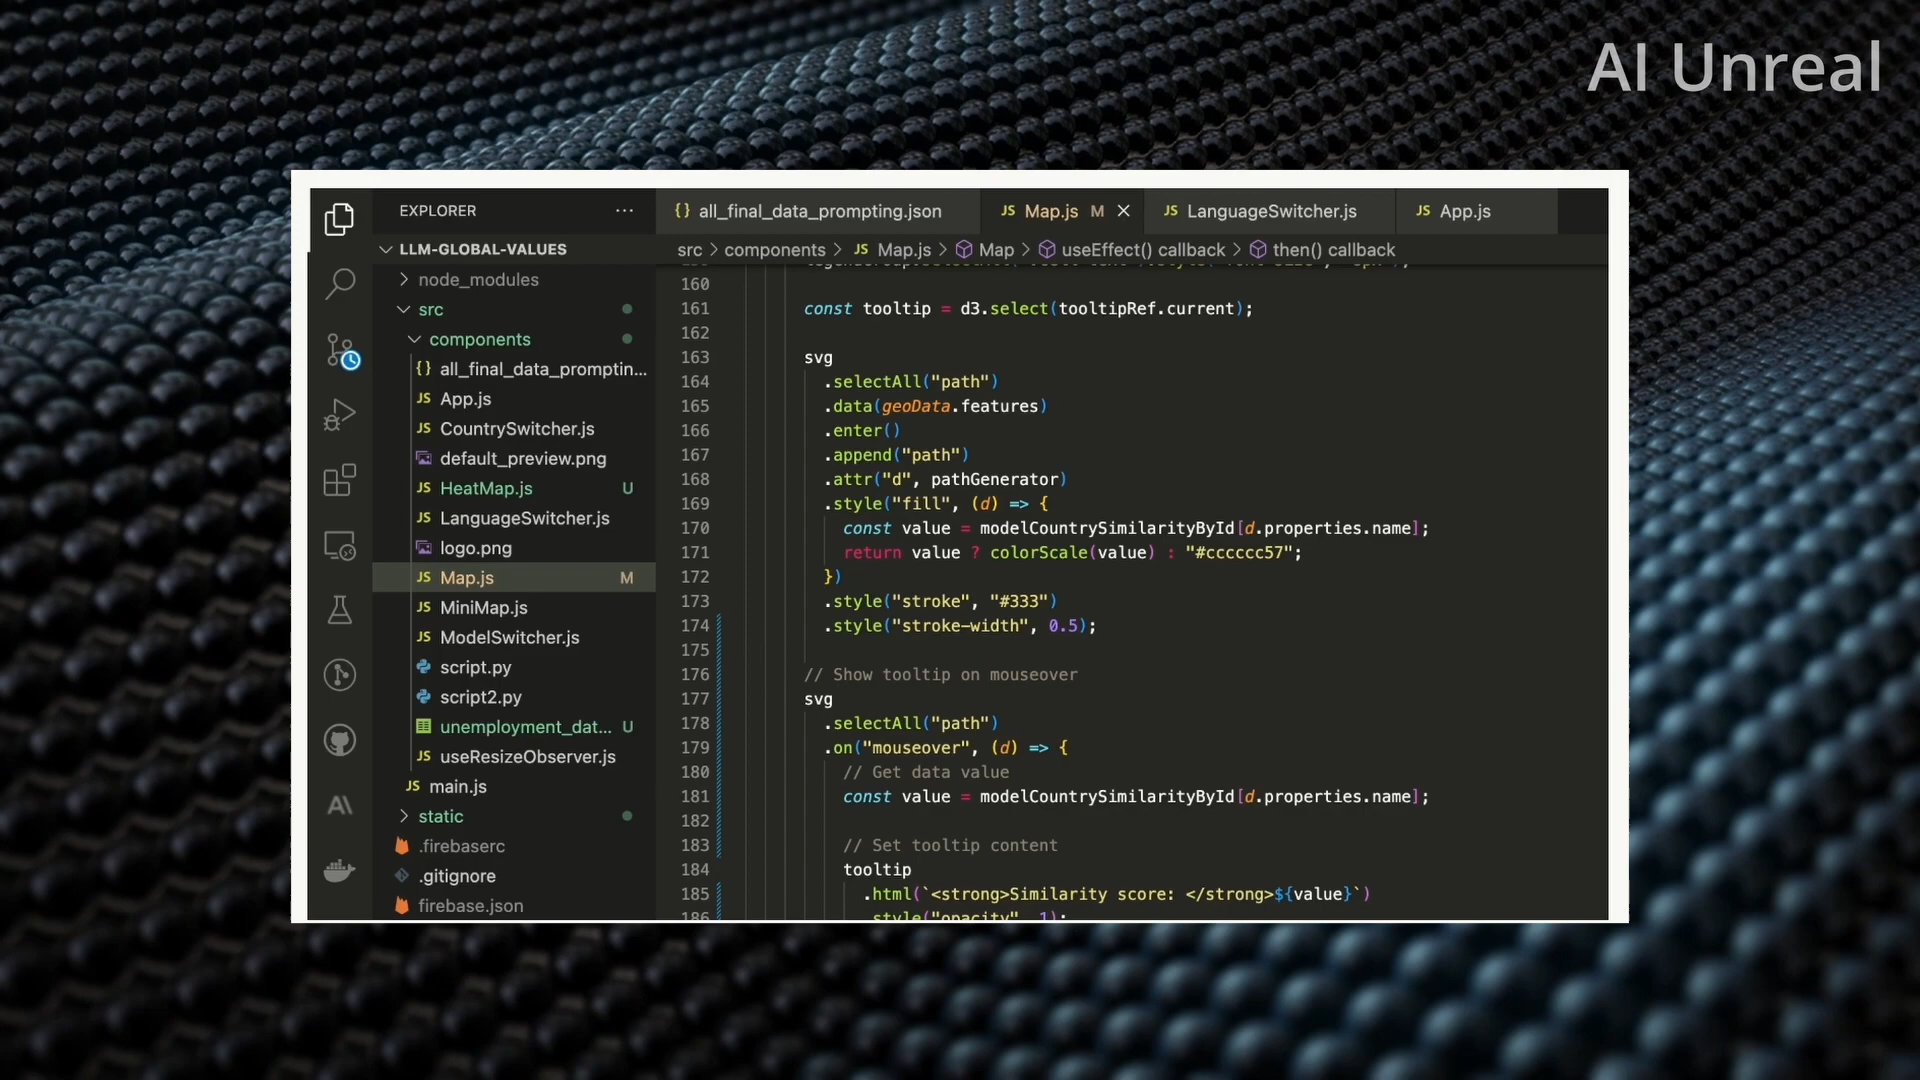 AI Unreal
EXPLORER ...
LLM-GLOBAL-VALUES
node_modules
src
components
{} all_final_data_promptin...
JS App.js
JS CountrySwitcher.js
default_preview.png
JS HeatMap.js U
JS LanguageSwitcher.js
logo.png
JS Map.js M
JS MiniMap.js
JS ModelSwitcher.js
script.py
script2.py
unemployment_dat... U
JS useResizeObserver.js
JS main.js
static
.firebaserc
.gitignore
firebase.json
{} all_final_data_prompting.json JS Map.js M × JS LanguageSwitcher.js JS App.js
src > components > JS Map.js > Map > useEffect() callback > then() callback
160
161 const tooltip = d3.select(tooltipRef.current);
162
163 svg
164 .selectAll("path")
165 .data(geoData.features)
166 .enter()
167 .append("path")
168 .attr("d", pathGenerator)
169 .style("fill", (d) => {
170 const value = modelCountrySimilarityById[d.properties.name];
171 return value ? colorScale(value) : "#cccccc57";
172 })
173 .style("stroke", "#333")
174 .style("stroke-width", 0.5);
175
176 // Show tooltip on mouseover
177 svg
178 .selectAll("path")
179 .on("mouseover", (d) => {
180 // Get data value
181 const value = modelCountrySimilarityById[d.properties.name];
182
183 // Set tooltip content
184 tooltip
185 .html(`<strong>Similarity score: </strong>${value}`)
186 .style("opacity", 1);